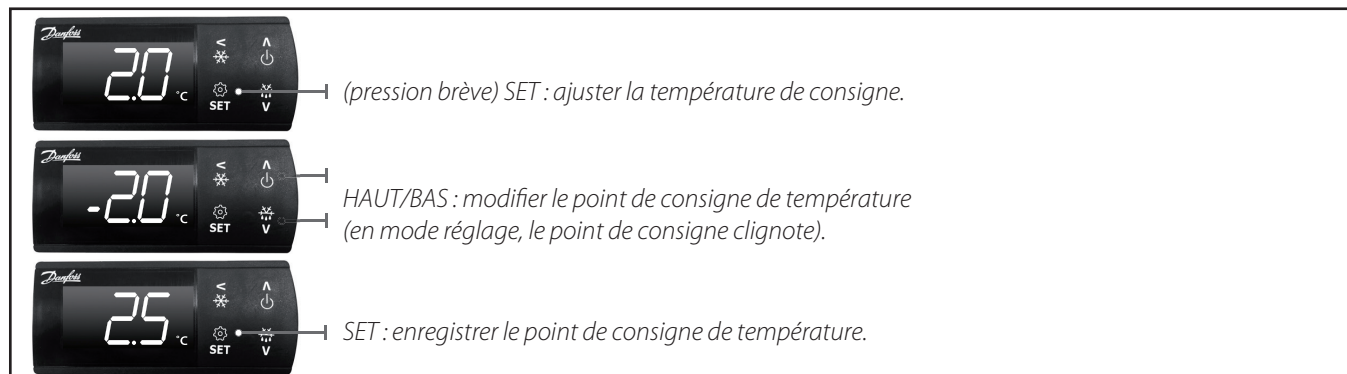 Danfoss
2.0 °C
< ʌ
SET v
(pression brève) SET : ajuster la température de consigne.
Danfoss
-2.0 °C
< ʌ
SET v
HAUT/BAS : modifier le point de consigne de température
(en mode réglage, le point de consigne clignote).
Danfoss
2.5 °C
< ʌ
SET v
SET : enregistrer le point de consigne de température.